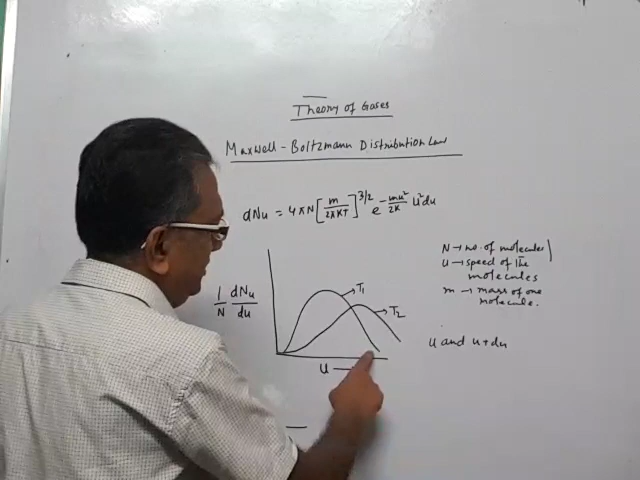 Theory of Gases
Maxwell - Boltzmann Distribution Law
dNu = 4πN [m/2πKT]^3/2 e^-mu²/2K u²du
N → no. of molecules
u → speed of the molecules
m → mass of one molecule.
1/N dNu/du
T1
T2
u and u+du
U →